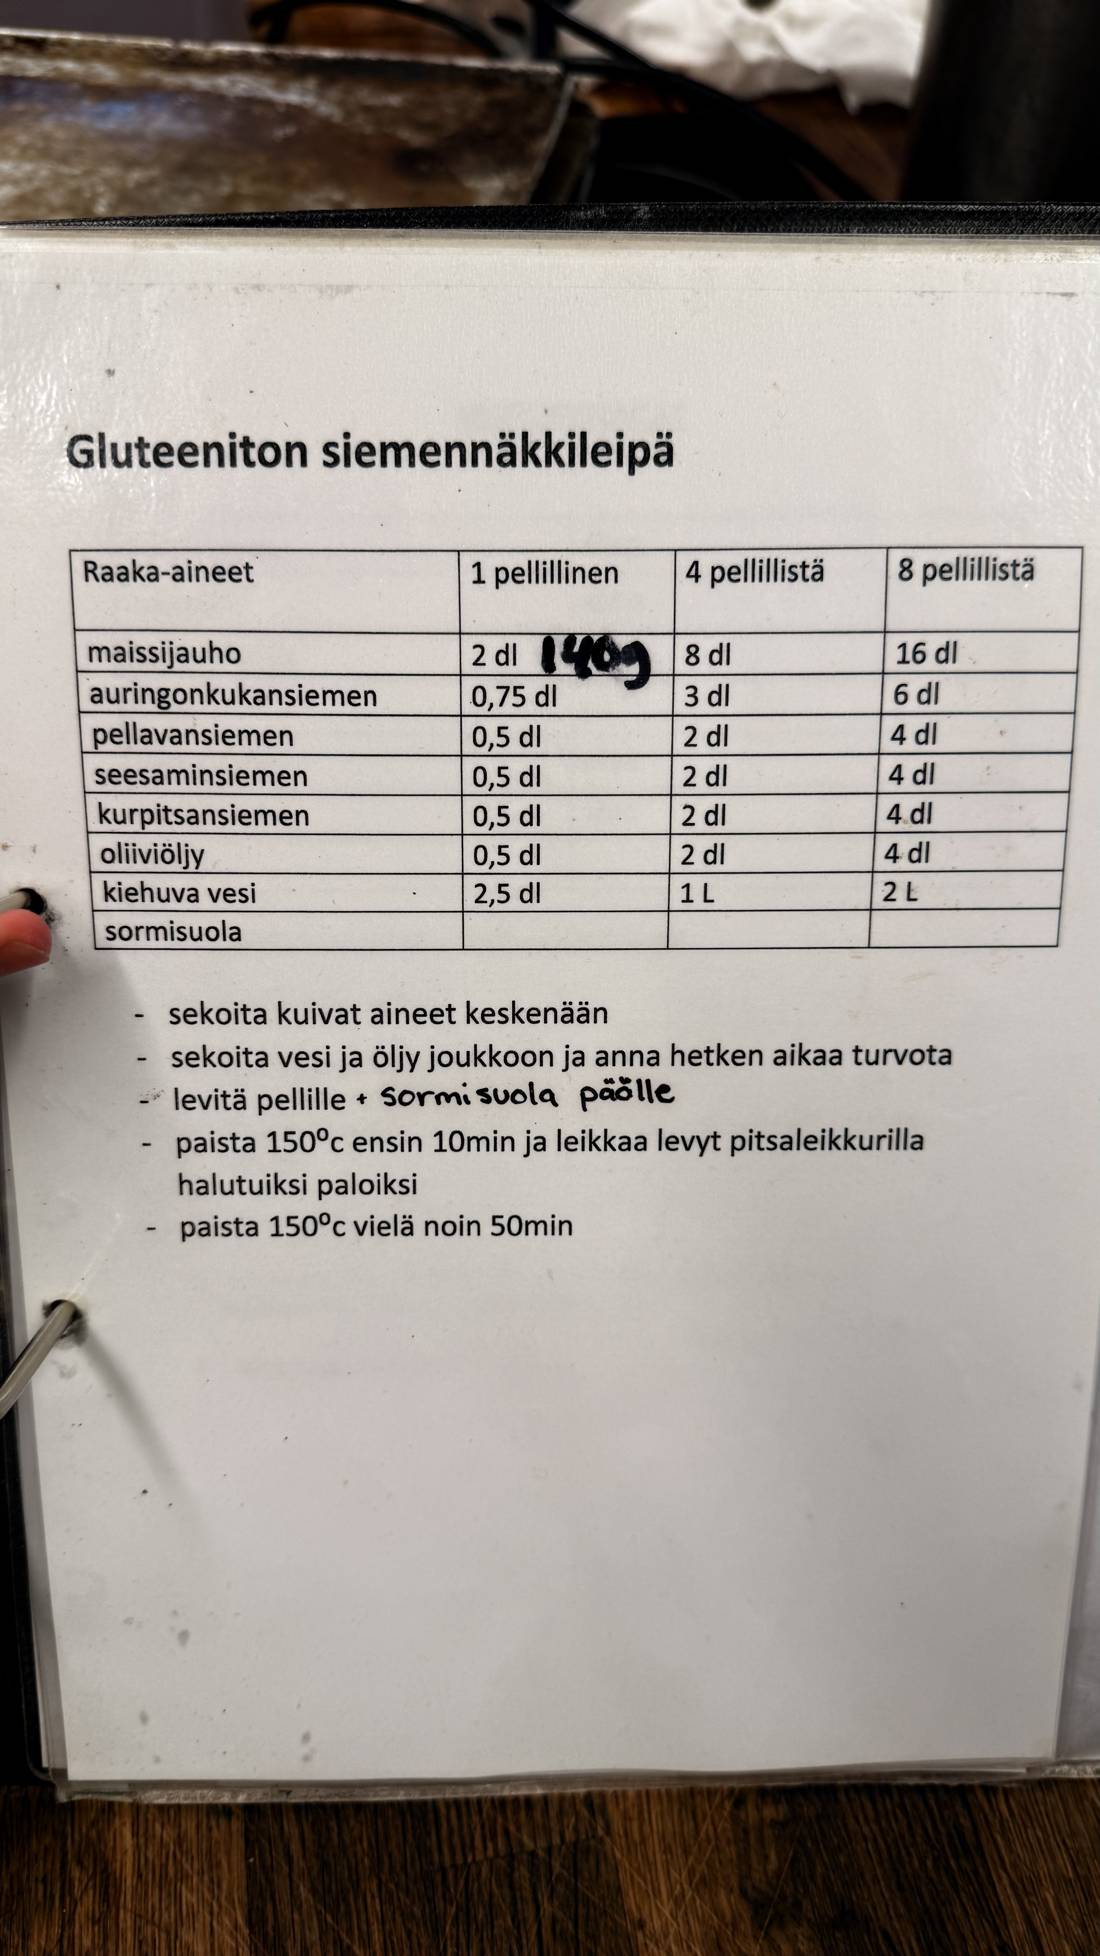 Gluteeniton siemennäkkileipä
Raaka-aineet 1 pellillinen 4 pellillistä 8 pellillistä
maissijauho 2 dl 140g 8 dl 16 dl
auringonkukansiemen 0,75 dl 3 dl 6 dl
pellavansiemen 0,5 dl 2 dl 4 dl
seesaminsiemen 0,5 dl 2 dl 4 dl
kurpitsansiemen 0,5 dl 2 dl 4 dl
oliiviöljy 0,5 dl 2 dl 4 dl
kiehuva vesi 2,5 dl 1 L 2 L
sormisuola
- sekoita kuivat aineet keskenään
- sekoita vesi ja öljy joukkoon ja anna hetken aikaa turvota
- levitä pellille + sormisuola päälle
- paista 150⁰c ensin 10min ja leikkaa levyt pitsaleikkurilla
halutuiksi paloiksi
- paista 150⁰c vielä noin 50min